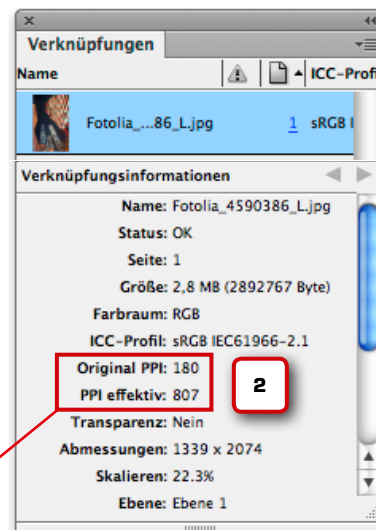 Verknüpfungen
Name ICC-Profi
Fotolia_...86_L.jpg 1 sRGB I
Verknüpfungsinformationen
Name: Fotolia_4590386_L.jpg
Status: OK
Seite: 1
Größe: 2,8 MB (2892767 Byte)
Farbraum: RGB
ICC-Profil: sRGB IEC61966-2.1
Original PPI: 180
PPI effektiv: 807
2
Transparenz: Nein
Abmessungen: 1339 x 2074
Skalieren: 22.3%
Ebene: Ebene 1